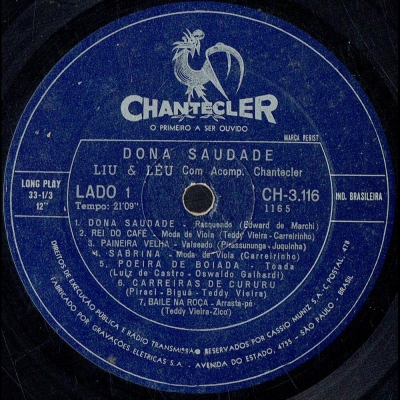 CHANTECLER
O PRIMEIRO A SER OUVIDO
MARCA REGIST.
DONA SAUDADE
LIU & LÉU Com Acomp. Chantecler
LONG PLAY
33-1/3
12"
LADO 1
Tempo: 21'09"
CH-3.116
1165
IND. BRASILEIRA
1. DONA SAUDADE - Rasqueado (Edward de Marchi)
2. REI DO CAFÉ - Moda de Viola (Teddy Vieira-Carreirinho)
3. PAINEIRA VELHA - Valseado (Pirassununga-Juquinha)
4. SABRINA - Moda de Viola (Carreirinho)
5. POEIRA DE BOIADA - Toada
(Luiz de Castro - Oswaldo Galhardi)
6. CARREIRAS DE CURURU
(Piraci-Biguá-Teddy Vieira)
7. BAILE NA ROÇA - Arrasta-pé
(Teddy Vieira-Zico)
DIREITOS DE EXECUÇÃO PÚBLICA E RÁDIO TRANSMISSÃO RESERVADOS POR CÁSSIO MUNIZ S.A. - C. POSTAL 478
FABRICADO POR GRAVAÇÕES ELÉTRICAS S.A. - AVENIDA DO ESTADO, 4755 - SÃO PAULO - BRASIL